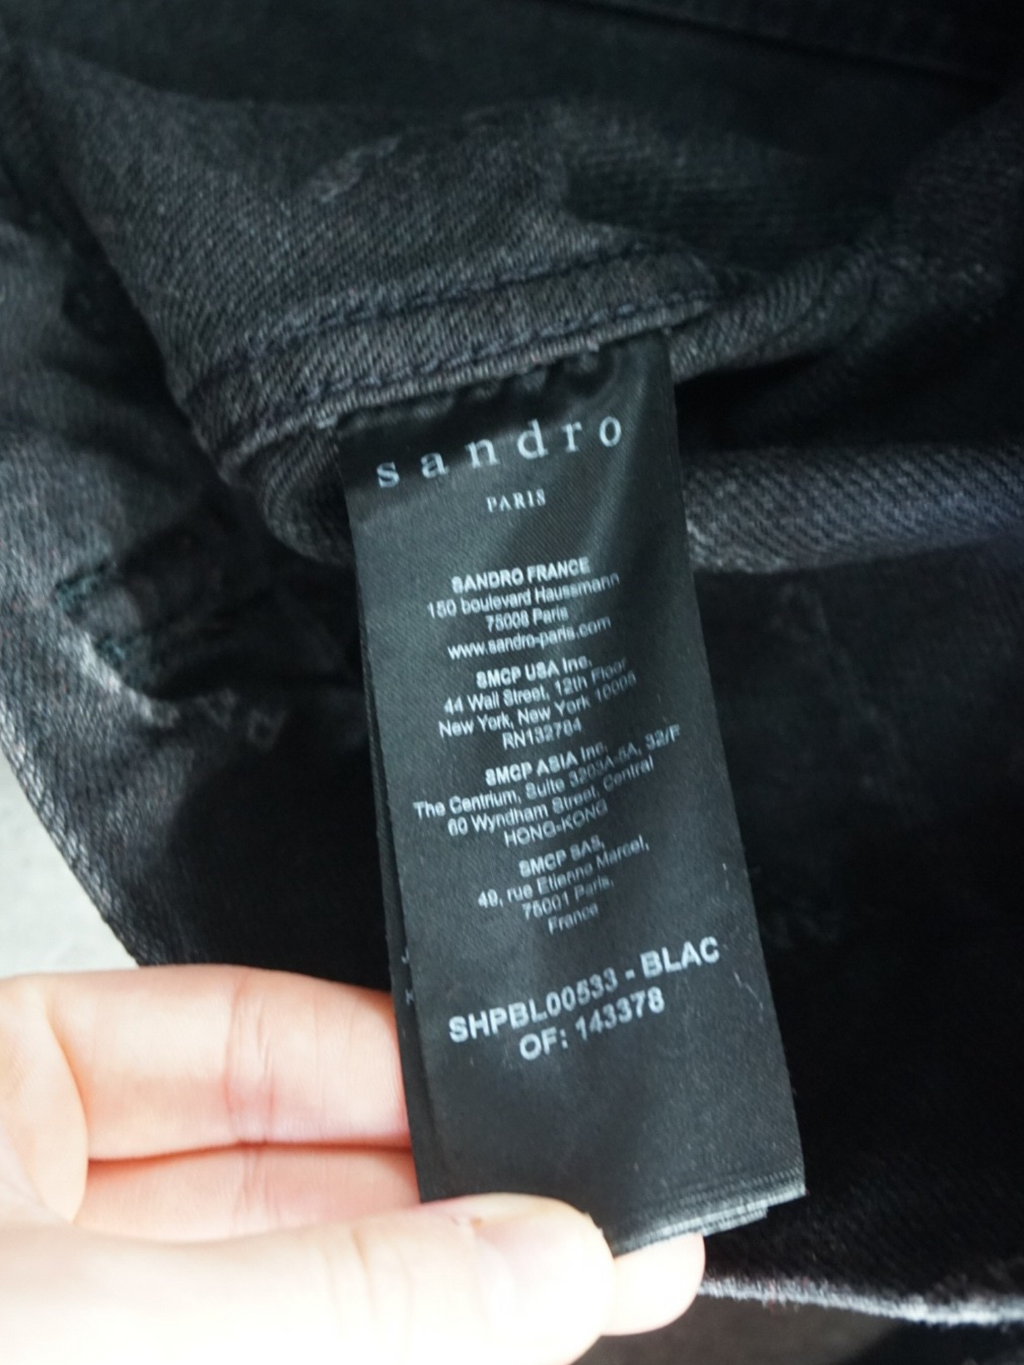 sandro
PARIS
SANDRO FRANCE
150 boulevard Haussmann
75008 Paris
www.sandro-paris.com
SMCP USA Inc.
44 Wall Street, 12th Floor
New York, New York 10005
RN132784
SMCP ASIA Inc.
The Centrium, Suite 3203A-5A, 32/F
60 Wyndham Street, Central
HONG-KONG
SMCP SAS,
49, rue Etienne Marcel,
75001 Paris,
France
SHPBL00533 - BLAC
OF: 143378